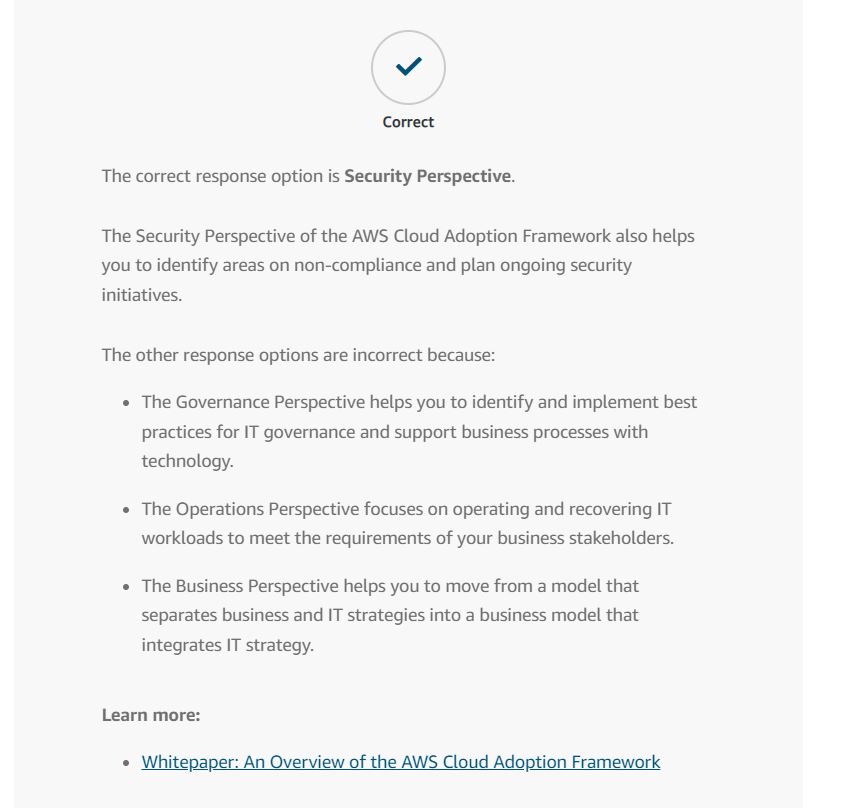 Correct
The correct response option is Security Perspective.
The Security Perspective of the AWS Cloud Adoption Framework also helps
you to identify areas on non-compliance and plan ongoing security
initiatives.
The other response options are incorrect because:
• The Governance Perspective helps you to identify and implement best
practices for IT governance and support business processes with
technology.
• The Operations Perspective focuses on operating and recovering IT
workloads to meet the requirements of your business stakeholders.
• The Business Perspective helps you to move from a model that
separates business and IT strategies into a business model that
integrates IT strategy.
Learn more:
• Whitepaper: An Overview of the AWS Cloud Adoption Framework